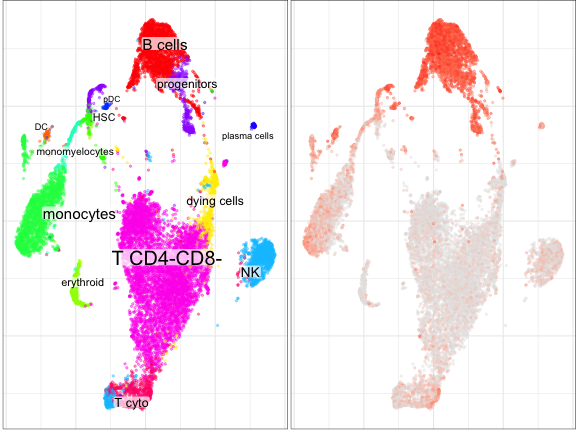 B cells
progenitors
pDC
HSC
DC
plasma cells
monomyelocytes
dying cells
monocytes
T CD4-CD8-
NK
erythroid
T cyto